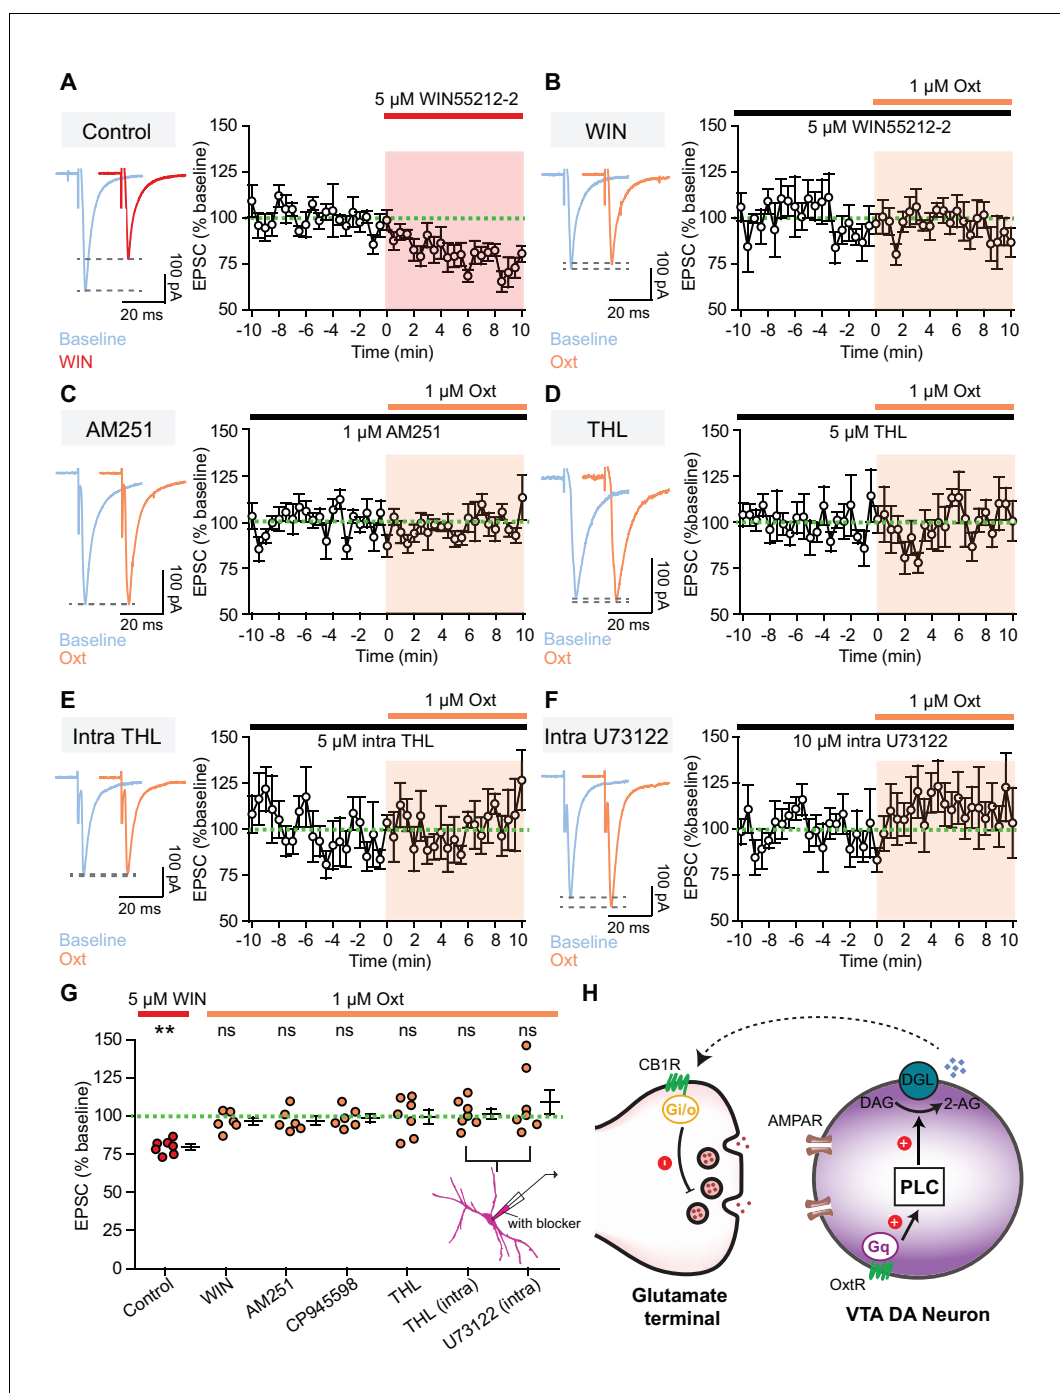 A
5 µM WIN55212-2
Control
EPSC (% baseline)
150
125
100
75
50
-10 -8 -6 -4 -2 0 2 4 6 8 10
Time (min)
100 pA
20 ms
Baseline
WIN
B
1 µM Oxt
5 µM WIN55212-2
WIN
EPSC (% baseline)
150
125
100
75
50
-10 -8 -6 -4 -2 0 2 4 6 8 10
Time (min)
100 pA
20 ms
Baseline
Oxt
C
1 µM Oxt
1 µM AM251
AM251
EPSC (% baseline)
150
125
100
75
50
-10 -8 -6 -4 -2 0 2 4 6 8 10
Time (min)
100 pA
20 ms
Baseline
Oxt
D
1 µM Oxt
5 µM THL
THL
EPSC (%baseline)
150
125
100
75
50
-10 -8 -6 -4 -2 0 2 4 6 8 10
Time (min)
100 pA
20 ms
Baseline
Oxt
E
1 µM Oxt
5 µM intra THL
Intra THL
EPSC (%baseline)
150
125
100
75
50
-10 -8 -6 -4 -2 0 2 4 6 8 10
Time (min)
100 pA
20 ms
Baseline
Oxt
F
1 µM Oxt
10 µM intra U73122
Intra U73122
EPSC (%baseline)
150
125
100
75
50
-10 -8 -6 -4 -2 0 2 4 6 8 10
Time (min)
100 pA
20 ms
Baseline
Oxt
G
5 µM WIN
1 µM Oxt
** ns ns ns ns ns ns
EPSC (% baseline)
150
125
100
75
50
25
0
with blocker
Control
WIN
AM251
CP945598
THL
THL (intra)
U73122 (intra)
H
CB1R
Gi/o
AMPAR
DGL
DAG
2-AG
PLC
Gq
OxtR
Glutamate
terminal
VTA DA Neuron